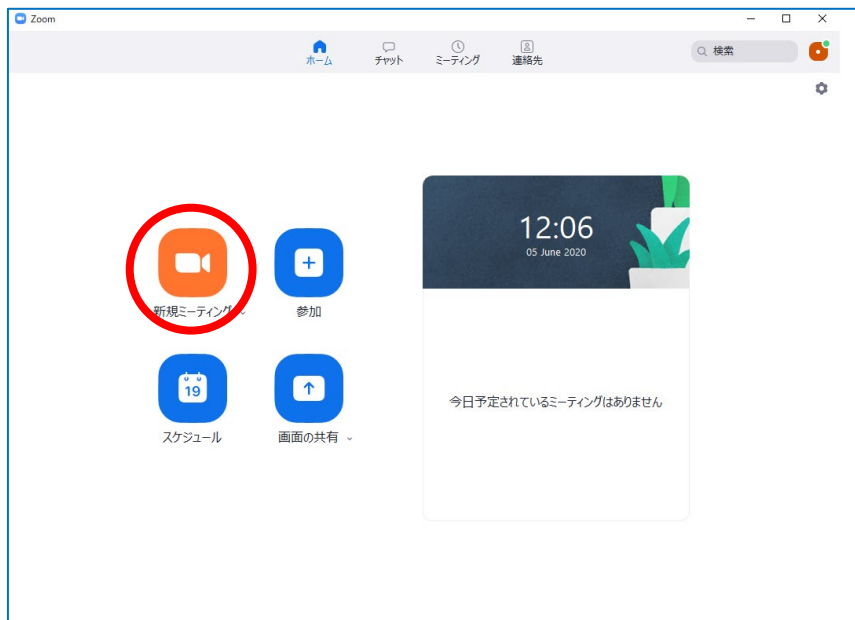 Zoom
ホーム
チャット
ミーティング
連絡先
検索
12:06
05 June 2020
新規ミーティング
参加
19
スケジュール
画面の共有
今日予定されているミーティングはありません